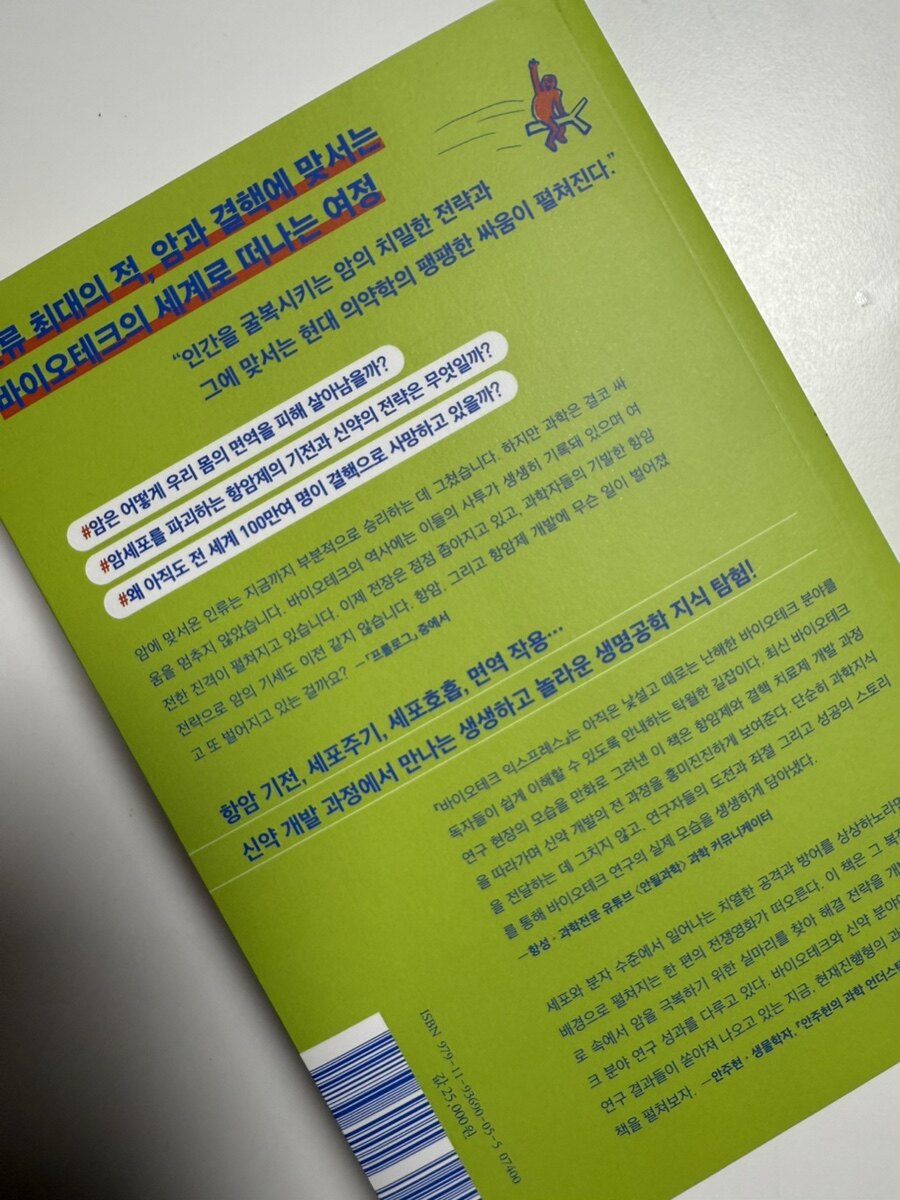 류 최대의 적, 암과 결핵에 맞서는
바이오테크의 세계로 떠나는 여정
“인간을 굴복시키는 암의 치밀한 전략과
그에 맞서는 현대 의약학의 팽팽한 싸움이 펼쳐진다.”
#암은 어떻게 우리 몸의 면역을 피해 살아남을까?
#암세포를 파괴하는 항암제의 기전과 신약의 전략은 무엇일까?
#왜 아직도 전 세계 100만여 명이 결핵으로 사망하고 있을까?
암에 맞서온 인류는 지금까지 부분적으로 승리하는 데 그쳤습니다. 하지만 과학은 결코 싸
움을 멈추지 않았습니다. 바이오테크의 역사에는 이들의 사투가 생생히 기록돼 있으며 여
전한 진격이 펼쳐지고 있습니다. 이제 전장은 점점 좁아지고 있고, 과학자들의 기발한 항암
전략으로 암의 기세도 이전 같지 않습니다. 항암, 그리고 항암제 개발에 무슨 일이 벌어졌
고 또 벌어지고 있는 걸까요? —「프롤로그」 중에서
항암 기전, 세포주기, 세포호흡, 면역 작용…
신약 개발 과정에서 만나는 생생하고 놀라운 생명공학 지식 탐험!
『바이오테크 익스프레스』는 아직은 낯설고 때로는 난해한 바이오테크 분야를
독자들이 쉽게 이해할 수 있도록 안내하는 탁월한 길잡이다. 최신 바이오테크
연구 현장의 모습을 만화로 그려낸 이 책은 항암제와 결핵 치료제 개발 과정
을 따라가며 신약 개발의 전 과정을 흥미진진하게 보여준다. 단순히 과학지식
을 전달하는 데 그치지 않고, 연구자들의 도전과 좌절 그리고 성공의 스토리
를 통해 바이오테크 연구의 실제 모습을 생생하게 담아냈다.
—항성 · 과학전문 유튜브 〈안될과학〉 과학 커뮤니케이터
세포와 분자 수준에서 일어나는 치열한 공격과 방어를 상상하노라면
배경으로 펼쳐지는 한 편의 전쟁영화가 떠오른다. 이 책은 그 복잡
로 속에서 암을 극복하기 위한 실마리를 찾아 해결 전략을 개
크 분야 연구 성과를 다루고 있다. 바이오테크와 신약 분야
연구 결과들이 쏟아져 나오고 있는 지금, 현재진행형의 과
책을 펼쳐보자. —안주현 · 생물학자, 『안주현의 과학 언더스
ISBN 979-11-93690-05-5 07400
값 25,000원